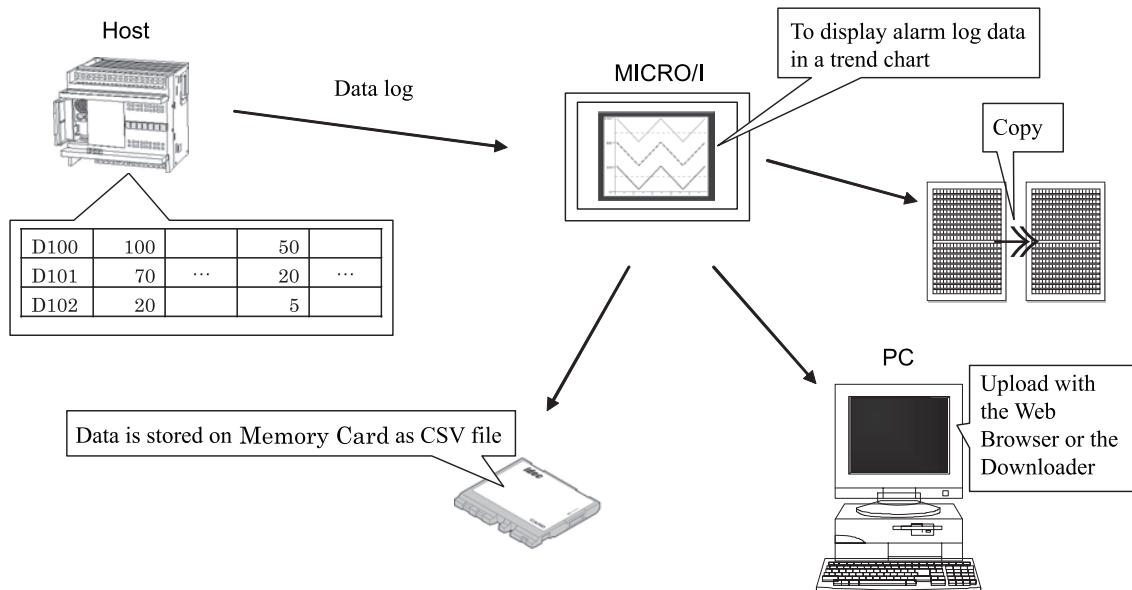 Host
Data log
MICRO/I
To display alarm log data
in a trend chart
Copy
D100 100 50
D101 70 ... 20 ...
D102 20 5
Data is stored on Memory Card as CSV file
idec
PC
Upload with
the Web
Browser or the
Downloader